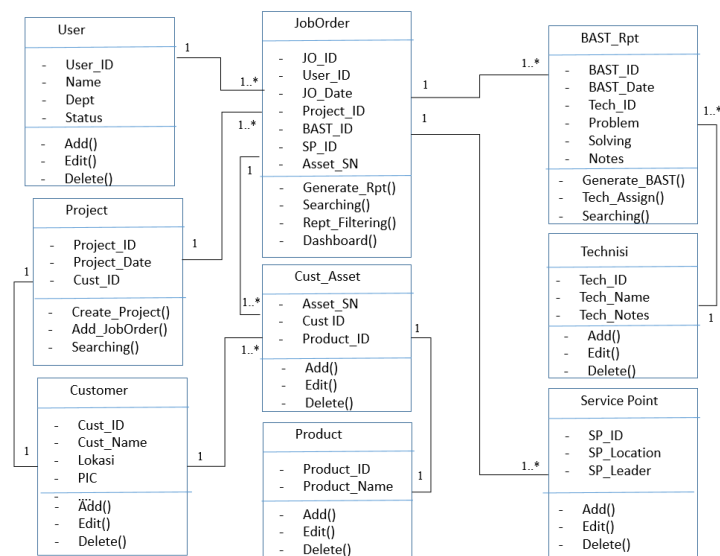 User
- User_ID
- Name
- Dept
- Status
- Add()
- Edit()
- Delete()
1
1..*
JobOrder
- JO_ID
- User_ID
- JO_Date
- Project_ID
- BAST_ID
- SP_ID
- Asset_SN
- Generate_Rpt()
- Searching()
- Rept_Filtering()
- Dashboard()
1..*
1
1
1
1..*
BAST_Rpt
- BAST_ID
- BAST_Date
- Tech_ID
- Problem
- Solving
- Notes
- Generate_BAST()
- Tech_Assign()
- Searching()
1..*
Project
- Project_ID
- Project_Date
- Cust_ID
- Create_Project()
- Add_JobOrder()
- Searching()
1
1
Cust_Asset
- Asset_SN
- Cust ID
- Product_ID
- Add()
- Edit()
- Delete()
1..*
1..*
1
Technisi
- Tech_ID
- Tech_Name
- Tech_Notes
- Add()
- Edit()
- Delete()
1
Customer
- Cust_ID
- Cust_Name
- Lokasi
- PIC
- ...
- Add()
- Edit()
- Delete()
1
1
Product
- Product_ID
- Product_Name
- Add()
- Edit()
- Delete()
1
Service Point
- SP_ID
- SP_Location
- SP_Leader
- Add()
- Edit()
- Delete()
1..*